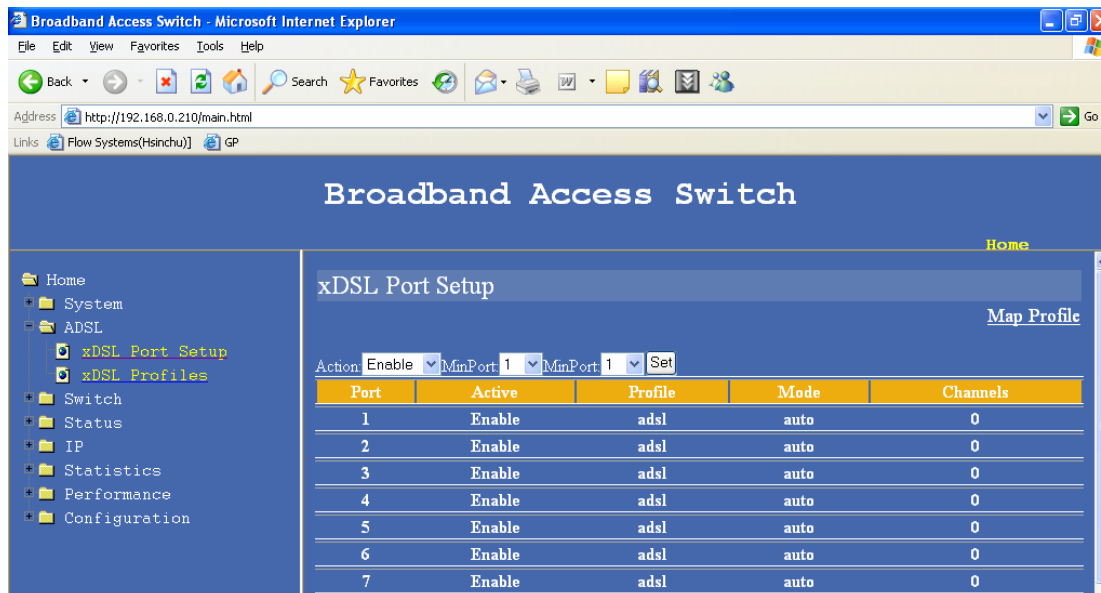 Broadband Access Switch - Microsoft Internet Explorer
File Edit View Favorites Tools Help
Back Search Favorites
Address http://192.168.0.210/main.html Go
Links Flow Systems(Hsinchu)] GP
Broadband Access Switch
Home
Home
System
ADSL
xDSL Port Setup
xDSL Profiles
Switch
Status
IP
Statistics
Performance
Configuration
xDSL Port Setup
Map Profile
Action: Enable MinPort: 1 MinPort: 1 Set
Port Active Profile Mode Channels
1 Enable adsl auto 0
2 Enable adsl auto 0
3 Enable adsl auto 0
4 Enable adsl auto 0
5 Enable adsl auto 0
6 Enable adsl auto 0
7 Enable adsl auto 0